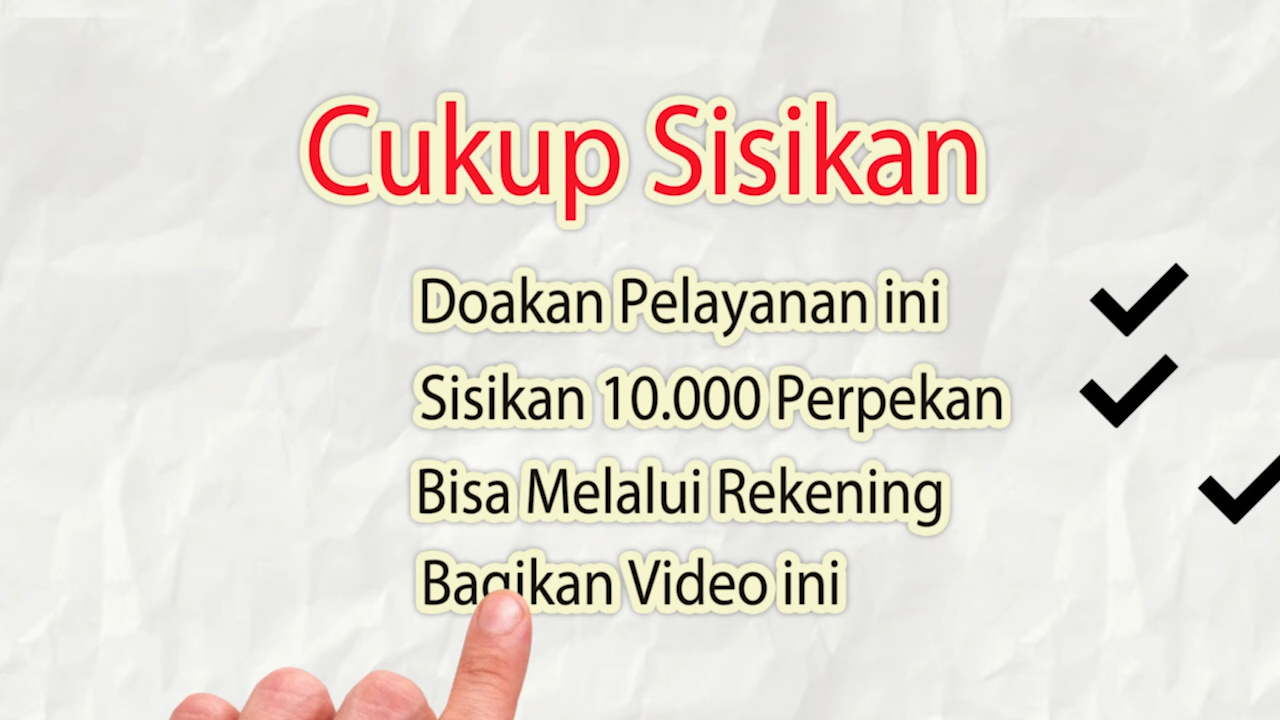 Cukup Sisikan
Doakan Pelayanan ini
Sisikan 10.000 Perpekan
Bisa Melalui Rekening
Bagikan Video ini